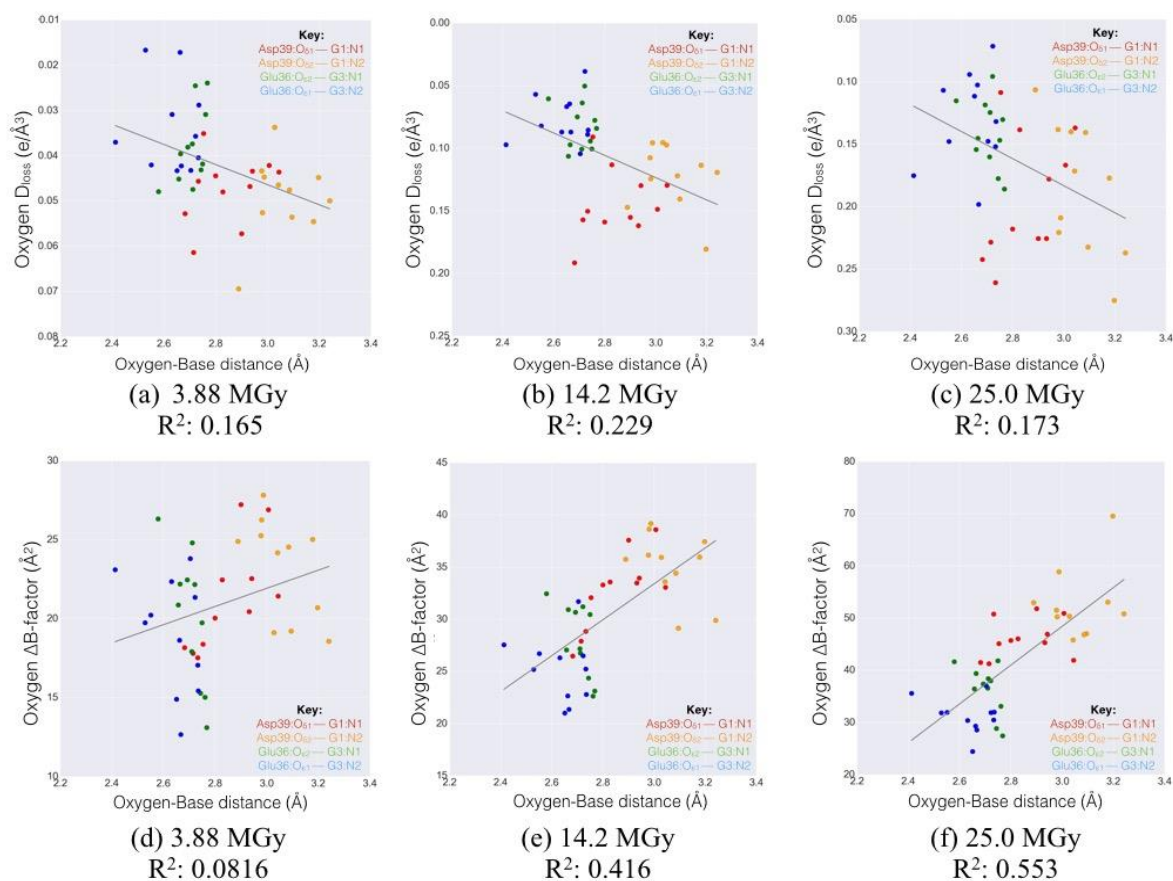 0.01
0.02
0.03
0.04
0.05
0.06
0.07
0.08
Oxygen D_loss (e/Å³)
Key:
Asp39:O_δ1 — G1:N1
Asp39:O_δ2 — G1:N2
Glu36:O_ε2 — G3:N1
Glu36:O_ε1 — G3:N2
2.2 2.4 2.6 2.8 3.0 3.2 3.4
Oxygen-Base distance (Å)
(a) 3.88 MGy
R²: 0.165
0.00
0.05
0.10
0.15
0.20
0.25
Oxygen D_loss (e/Å³)
Key:
Asp39:O_δ1 — G1:N1
Asp39:O_δ2 — G1:N2
Glu36:O_ε2 — G3:N1
Glu36:O_ε1 — G3:N2
2.2 2.4 2.6 2.8 3.0 3.2 3.4
Oxygen-Base distance (Å)
(b) 14.2 MGy
R²: 0.229
0.05
0.10
0.15
0.20
0.25
0.30
Oxygen D_loss (e/Å³)
Key:
Asp39:O_δ1 — G1:N1
Asp39:O_δ2 — G1:N2
Glu36:O_ε2 — G3:N1
Glu36:O_ε1 — G3:N2
2.2 2.4 2.6 2.8 3.0 3.2 3.4
Oxygen-Base distance (Å)
(c) 25.0 MGy
R²: 0.173
30
25
20
15
10
Oxygen ΔB-factor (Å²)
Key:
Asp39:O_δ1 — G1:N1
Asp39:O_δ2 — G1:N2
Glu36:O_ε2 — G3:N1
Glu36:O_ε1 — G3:N2
2.2 2.4 2.6 2.8 3.0 3.2 3.4
Oxygen-Base distance (Å)
(d) 3.88 MGy
R²: 0.0816
45
40
35
30
25
20
15
Oxygen ΔB-factor (Å²)
Key:
Asp39:O_δ1 — G1:N1
Asp39:O_δ2 — G1:N2
Glu36:O_ε2 — G3:N1
Glu36:O_ε1 — G3:N2
2.2 2.4 2.6 2.8 3.0 3.2 3.4
Oxygen-Base distance (Å)
(e) 14.2 MGy
R²: 0.416
80
70
60
50
40
30
20
Oxygen ΔB-factor (Å²)
Key:
Asp39:O_δ1 — G1:N1
Asp39:O_δ2 — G1:N2
Glu36:O_ε2 — G3:N1
Glu36:O_ε1 — G3:N2
2.2 2.4 2.6 2.8 3.0 3.2 3.4
Oxygen-Base distance (Å)
(f) 25.0 MGy
R²: 0.553